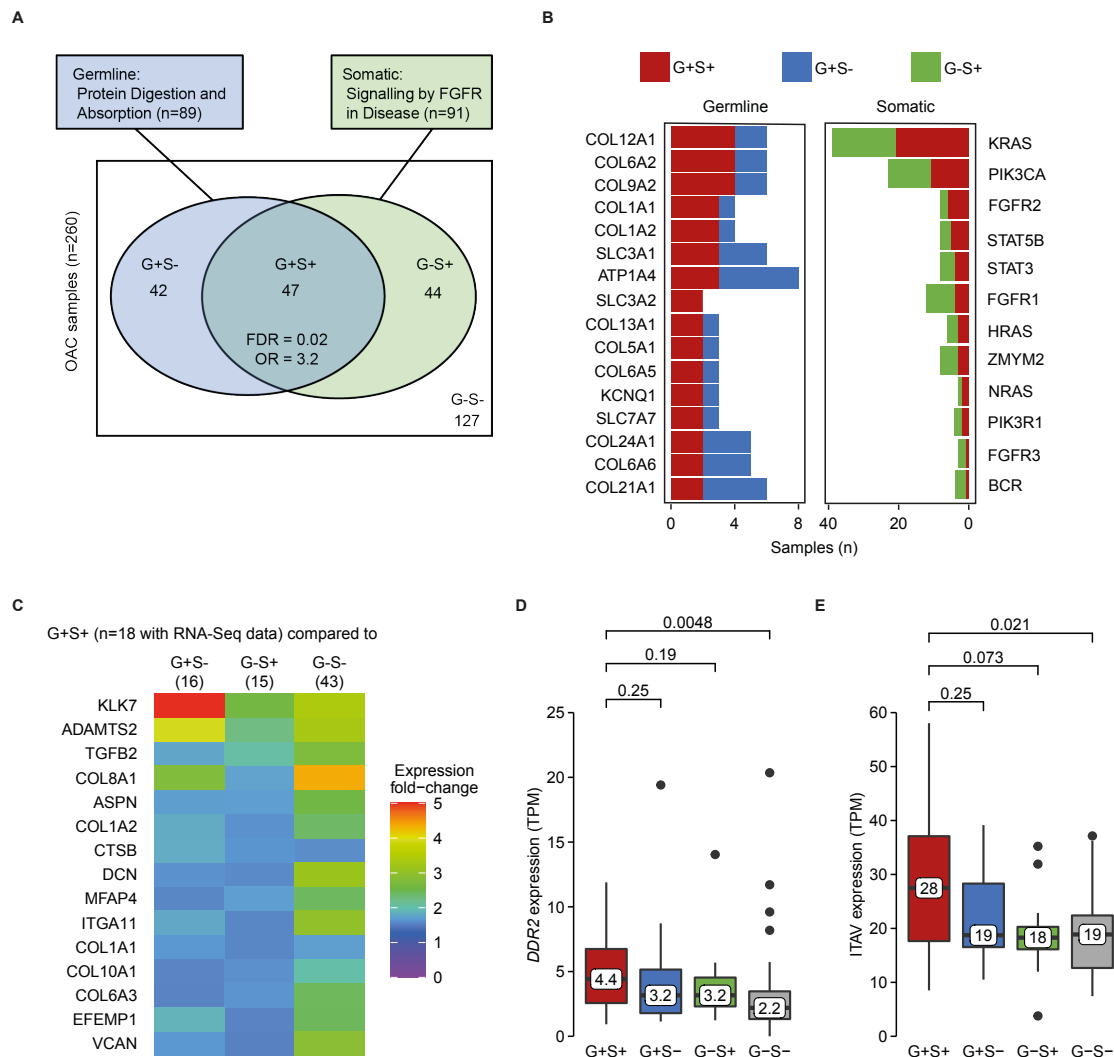 A
Germline:
Protein Digestion and
Absorption (n=89)
Somatic:
Signalling by FGFR
in Disease (n=91)
OAC samples (n=260)
G+S-
42
G+S+
47
G-S+
44
FDR = 0.02
OR = 3.2
G-S-
127
B
G+S+
G+S-
G-S+
Germline
Somatic
COL12A1
COL6A2
COL9A2
COL1A1
COL1A2
SLC3A1
ATP1A4
SLC3A2
COL13A1
COL5A1
COL6A5
KCNQ1
SLC7A7
COL24A1
COL6A6
COL21A1
KRAS
PIK3CA
FGFR2
STAT5B
STAT3
FGFR1
HRAS
ZMYM2
NRAS
PIK3R1
FGFR3
BCR
0 4 8
40 20 0
Samples (n)
C
G+S+ (n=18 with RNA-Seq data) compared to
G+S− G−S+ G−S−
(16) (15) (43)
KLK7
ADAMTS2
TGFB2
COL8A1
ASPN
COL1A2
CTSB
DCN
MFAP4
ITGA11
COL1A1
COL10A1
COL6A3
EFEMP1
VCAN
Expression
fold−change
5
4
3
2
1
0
D
0.0048
0.19
0.25
DDR2 expression (TPM)
25
20
15
10
5
0
4.4
3.2
3.2
2.2
G+S+ G+S− G−S+ G−S−
E
0.021
0.073
0.25
ITAV expression (TPM)
60
50
40
30
20
10
0
28
19
18
19
G+S+ G+S− G−S+ G−S−